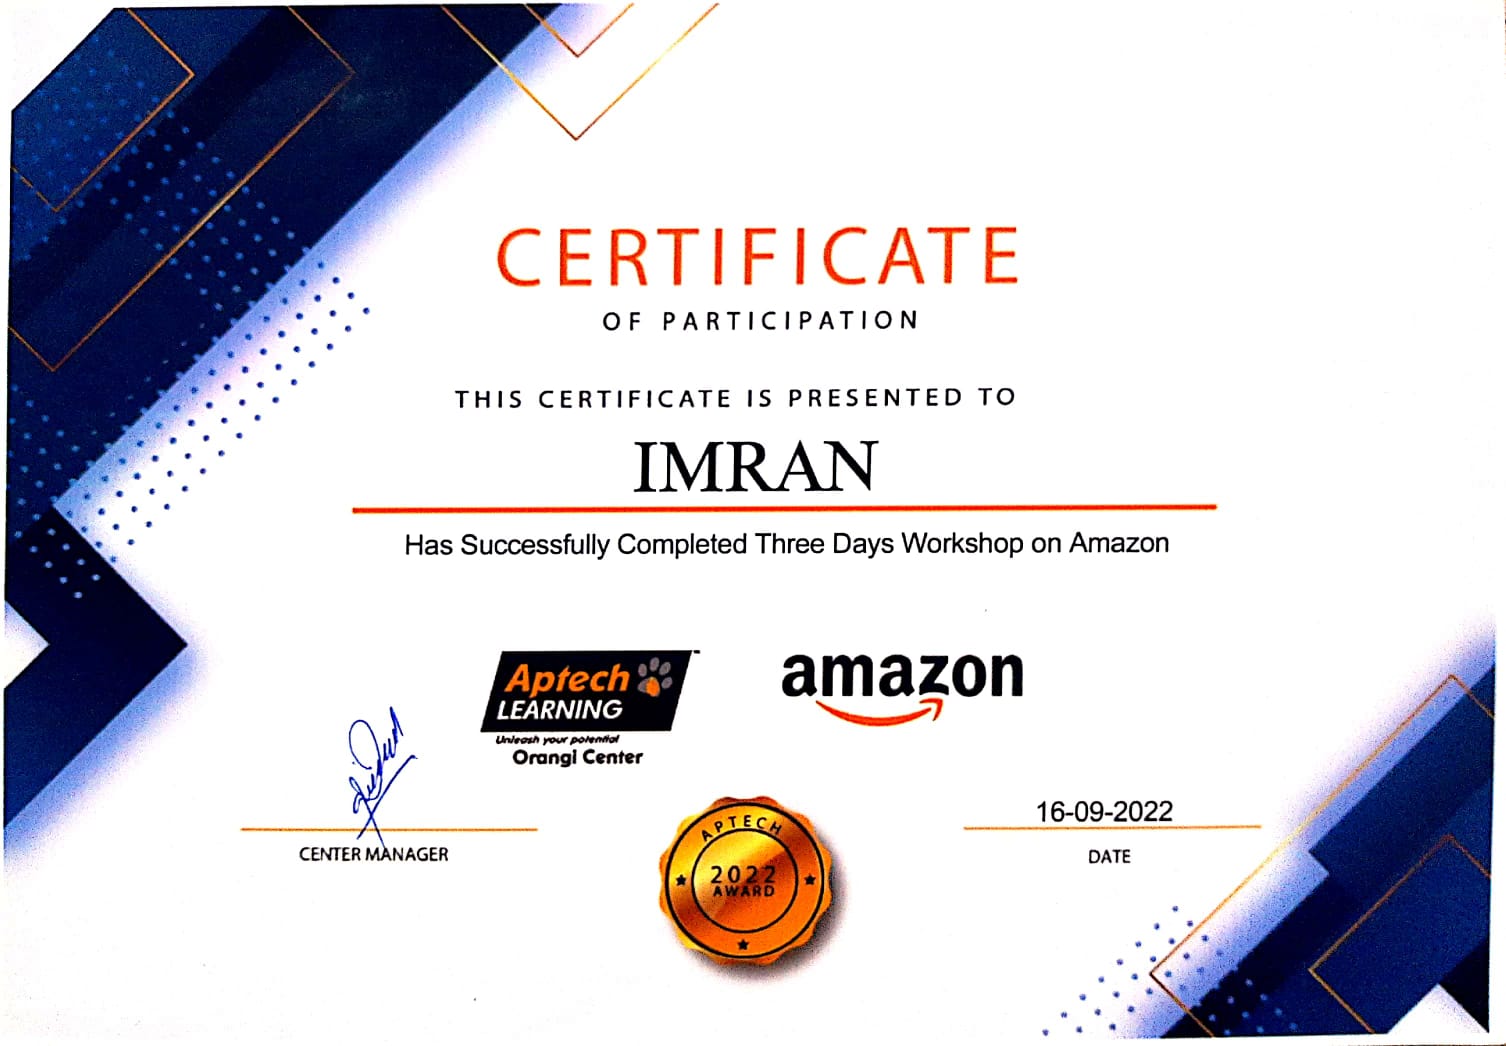 CERTIFICATE
OF PARTICIPATION
THIS CERTIFICATE IS PRESENTED TO
IMRAN
Has Successfully Completed Three Days Workshop on Amazon
Aptech
LEARNING
Unleash your potential
Orangi Center
amazon
CENTER MANAGER
APTECH
2022
AWARD
16-09-2022
DATE